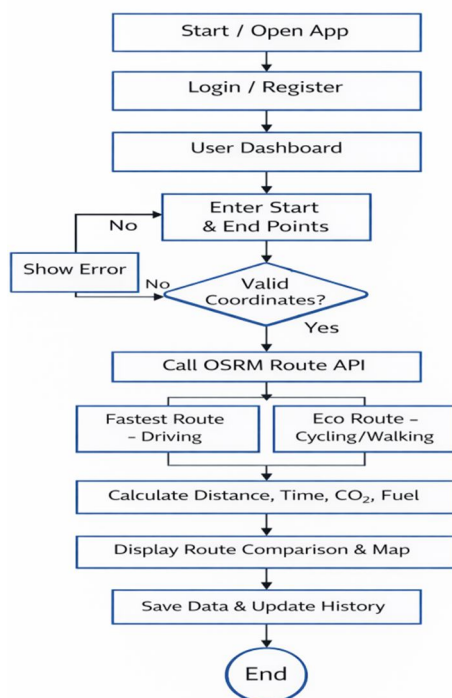 Start / Open App
Login / Register
User Dashboard
Enter Start
& End Points
No
Show Error
No
Valid
Coordinates?
Yes
Call OSRM Route API
Fastest Route
– Driving
Eco Route –
Cycling/Walking
Calculate Distance, Time, CO₂, Fuel
Display Route Comparison & Map
Save Data & Update History
End